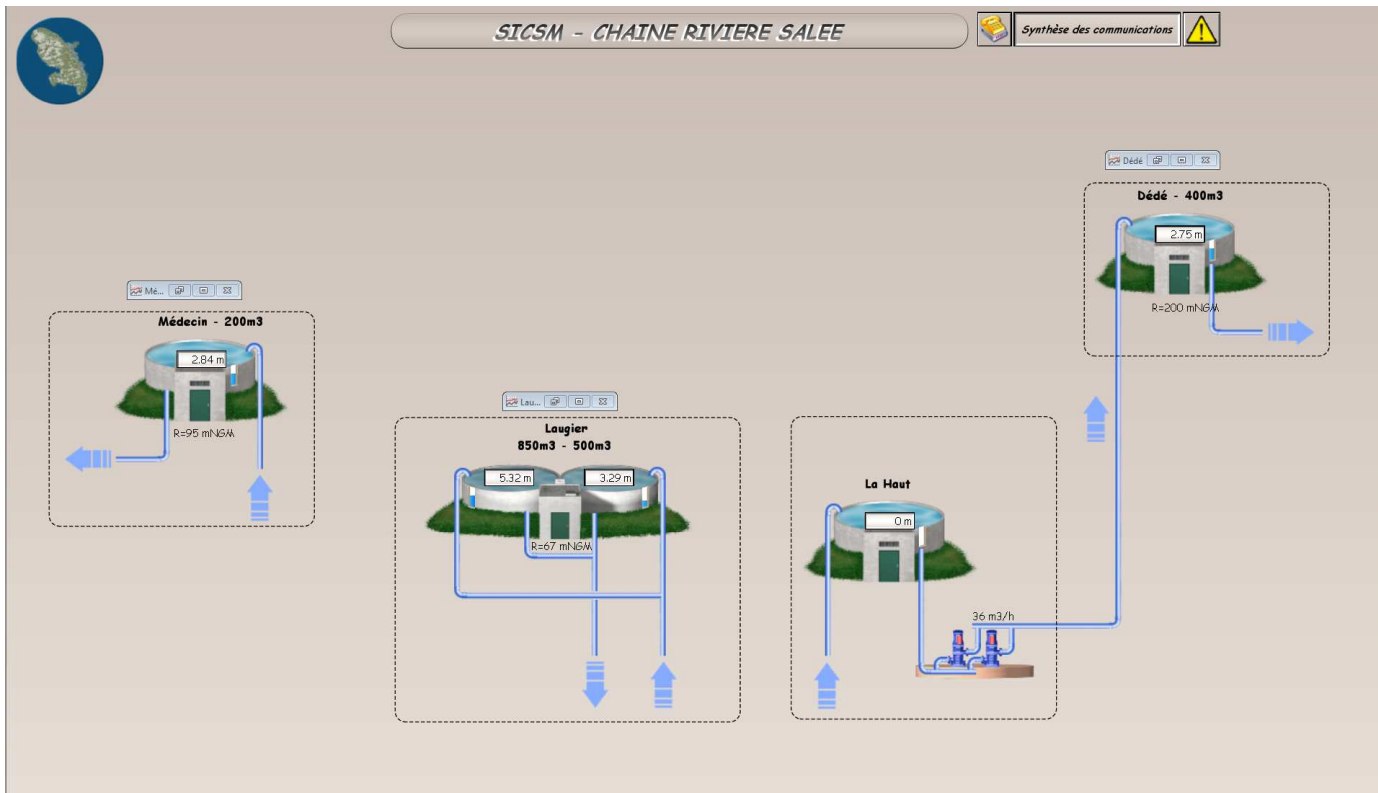 SICSM - CHAINE RIVIERE SALEE
Synthèse des communications
Dédé
Dédé - 400m3
2.75 m
R=200 mNGM
Mé...
Médecin - 200m3
2.84 m
R=95 mNGM
Lau...
Laugier
850m3 - 500m3
5.32 m
3.29 m
R=67 mNGM
La Haut
0 m
36 m3/h